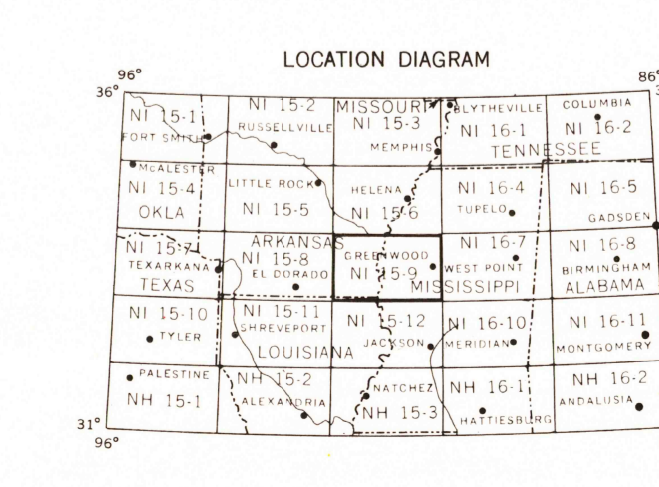 LOCATION DIAGRAM
96°
86°
36°
NI 15-1
FORT SMITH
NI 15-2
RUSSELLVILLE
MISSOURI
NI 15-3
MEMPHIS
BLYTHEVILLE
NI 16-1
COLUMBIA
NI 16-2
TENNESSEE
McALESTER
NI 15-4
OKLA
LITTLE ROCK
NI 15-5
HELENA
NI 15-6
NI 16-4
TUPELO
NI 16-5
GADSDEN
NI 15-7
TEXARKANA
TEXAS
ARKANSAS
NI 15-8
EL DORADO
GREENWOOD
NI 15-9
NI 16-7
WEST POINT
MISSISSIPPI
NI 16-8
BIRMINGHAM
ALABAMA
NI 15-10
TYLER
NI 15-11
SHREVEPORT
LOUISIANA
NI 15-12
JACKSON
NI 16-10
MERIDIAN
NI 16-11
MONTGOMERY
PALESTINE
NH 15-1
NH 15-2
ALEXANDRIA
NATCHEZ
NH 15-3
NH 16-1
HATTIESBURG
NH 16-2
ANDALUSIA
31°
96°